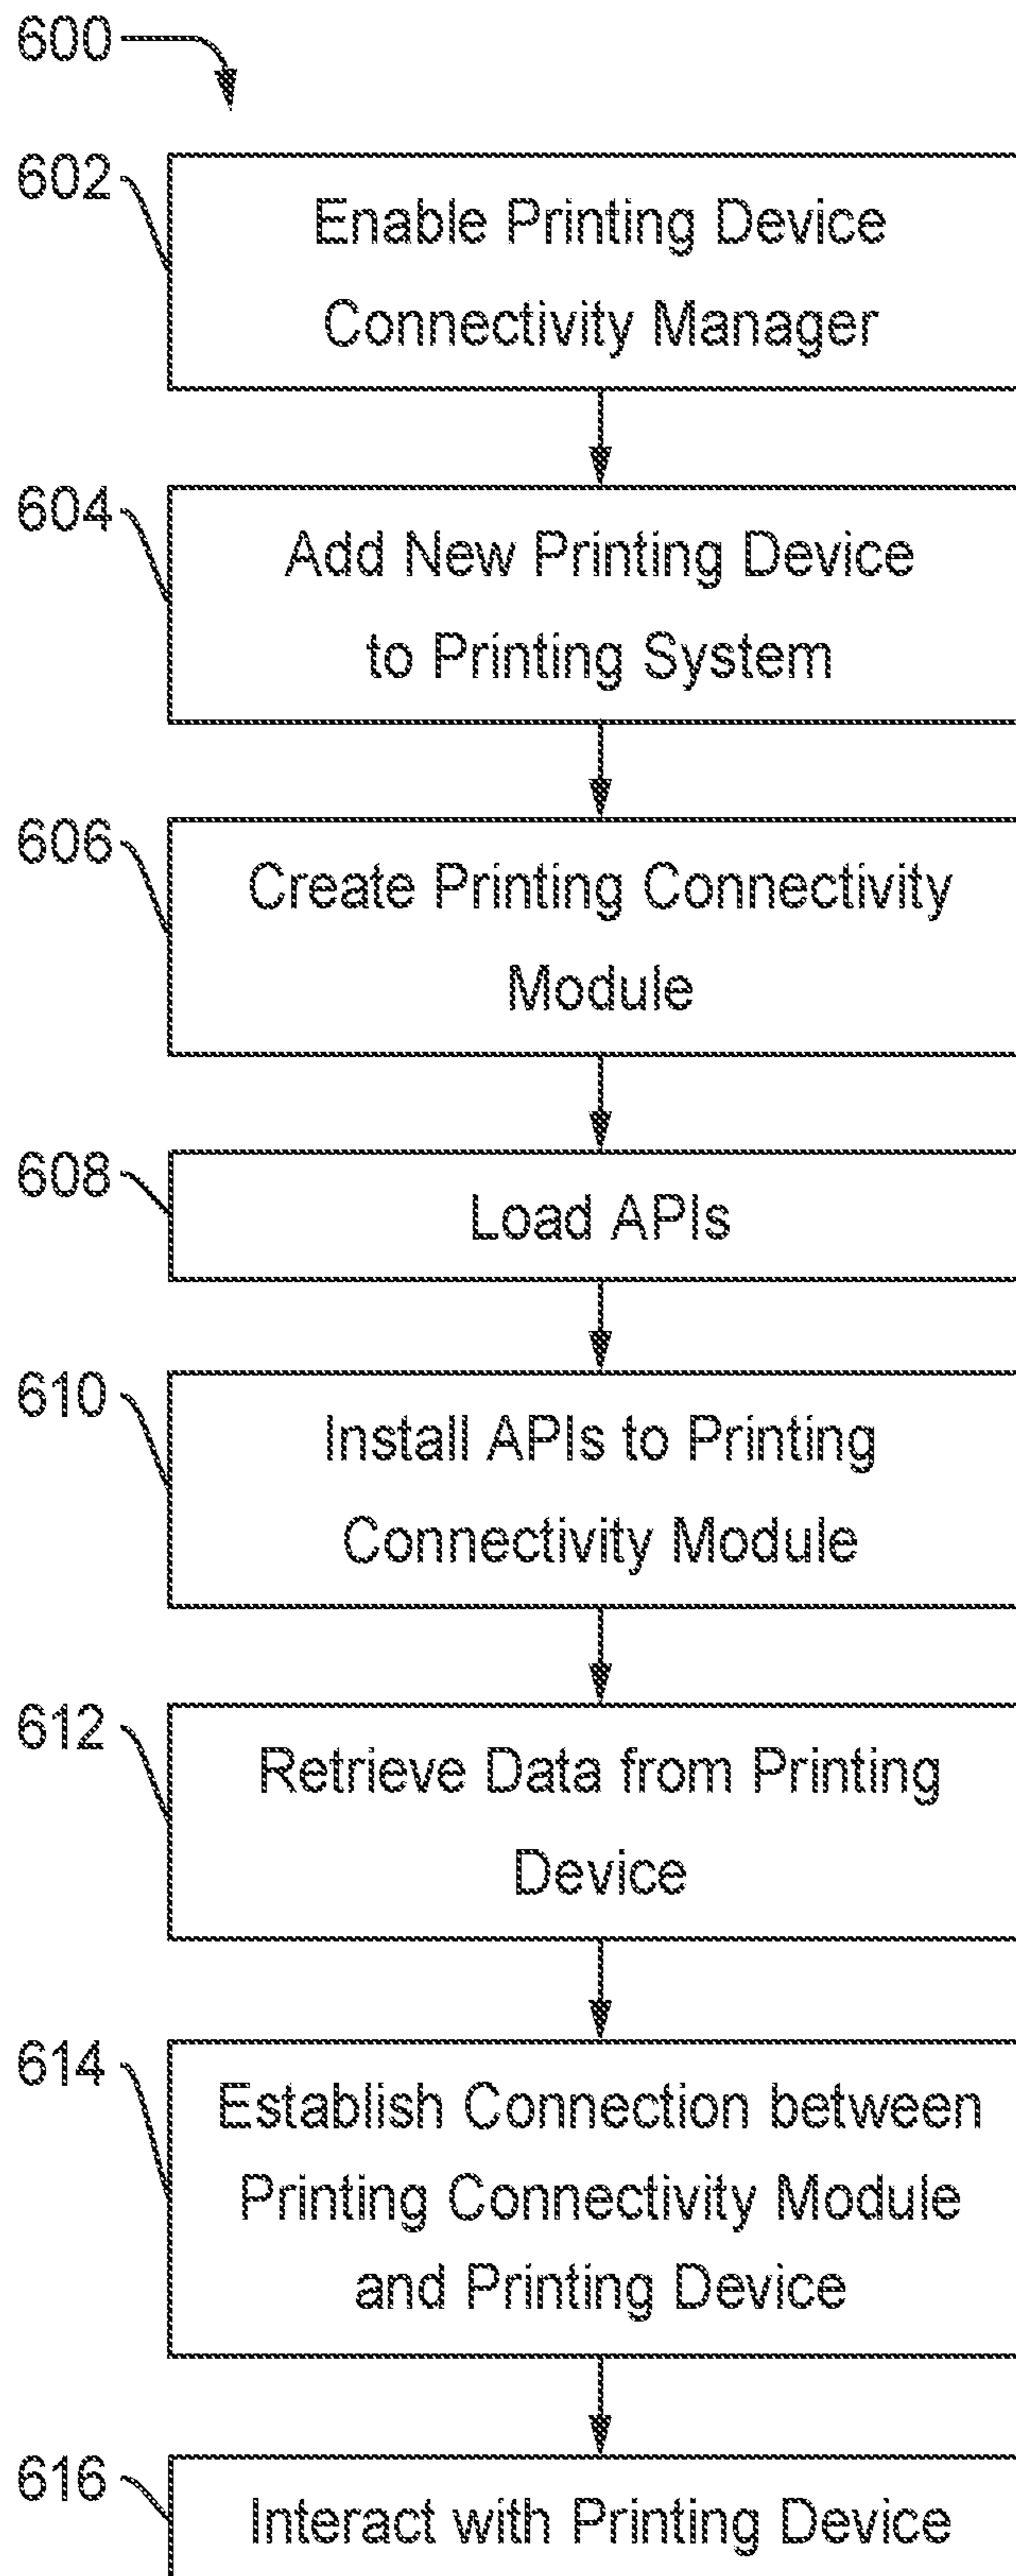 600
602
Enable Printing Device
Connectivity Manager
604
Add New Printing Device
to Printing System
606
Create Printing Connectivity
Module
608
Load APIs
610
Install APIs to Printing
Connectivity Module
612
Retrieve Data from Printing
Device
614
Establish Connection between
Printing Connectivity Module
and Printing Device
616
Interact with Printing Device